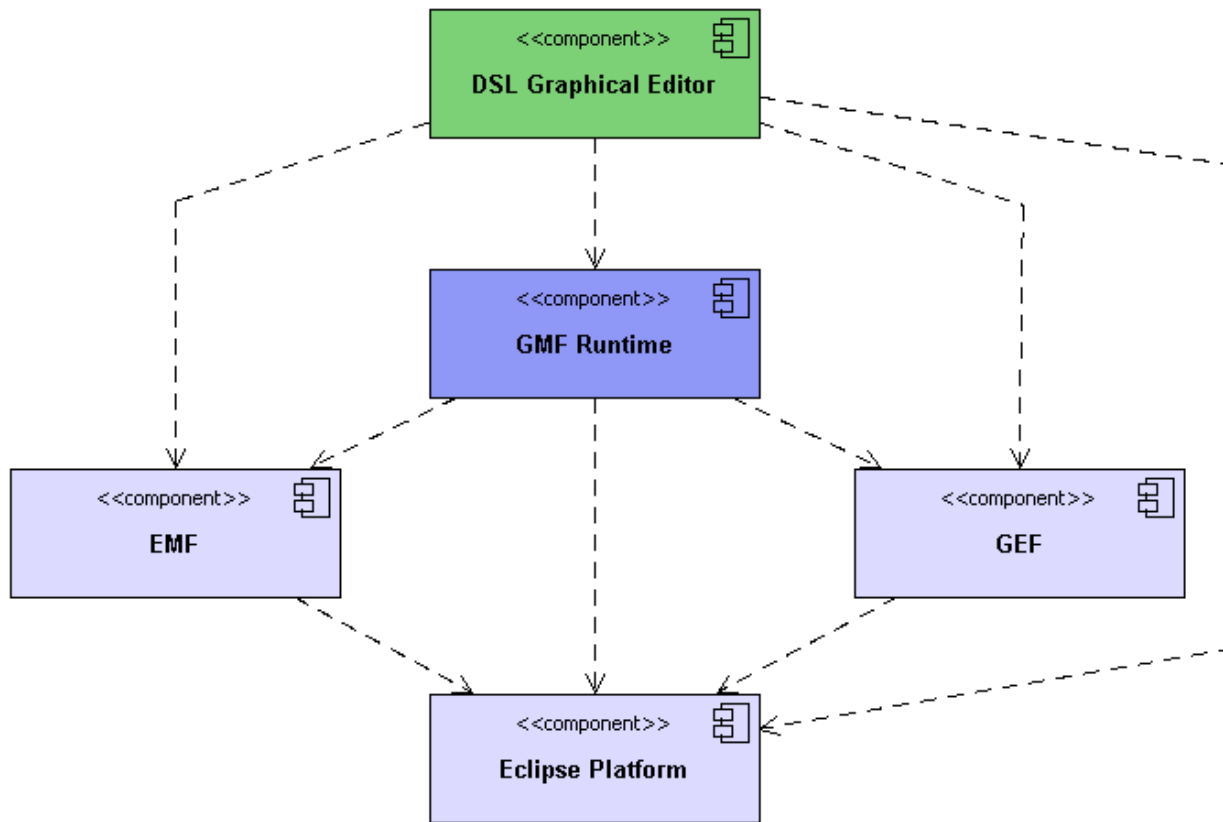 <<component>>
DSL Graphical Editor
<<component>>
GMF Runtime
<<component>>
EMF
<<component>>
GEF
<<component>>
Eclipse Platform